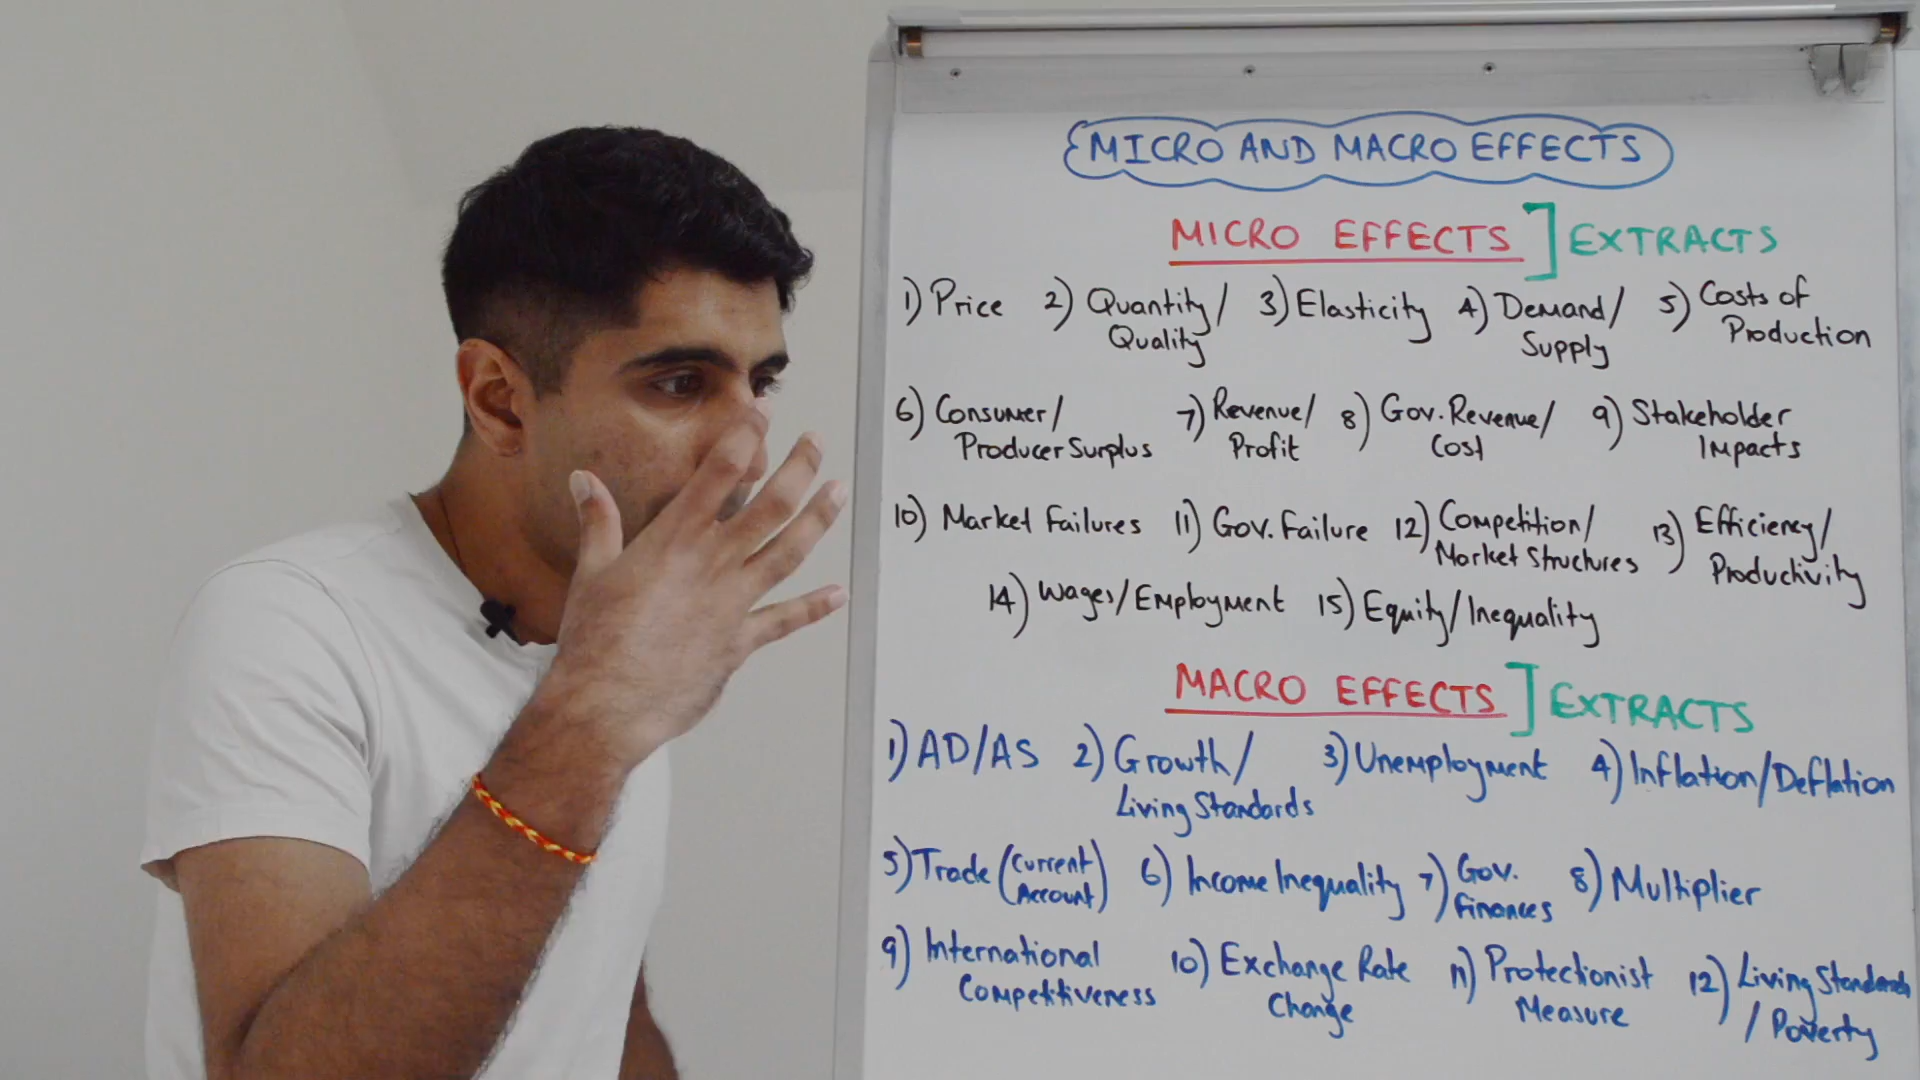 MICRO AND MACRO EFFECTS
MICRO EFFECTS ] EXTRACTS
1) Price 2) Quantity/ 3) Elasticity 4) Demand/ 5) Costs of
Quality Supply Production
6) Consumer/ 7) Revenue/ 8) Gov. Revenue/ 9) Stakeholder
Producer Surplus Profit Cost Impacts
10) Market Failures 11) Gov. Failure 12) Competition/ 13) Efficiency/
Market Structures Productivity
14) Wages/Employment 15) Equity/Inequality
MACRO EFFECTS ] EXTRACTS
1) AD/AS 2) Growth/ 3) Unemployment 4) Inflation/Deflation
Living Standards
5) Trade (Current 6) Income Inequality 7) Gov. 8) Multiplier
Account) Finances
9) International 10) Exchange Rate 11) Protectionist 12) Living Standards
Competitiveness Change Measure / Poverty